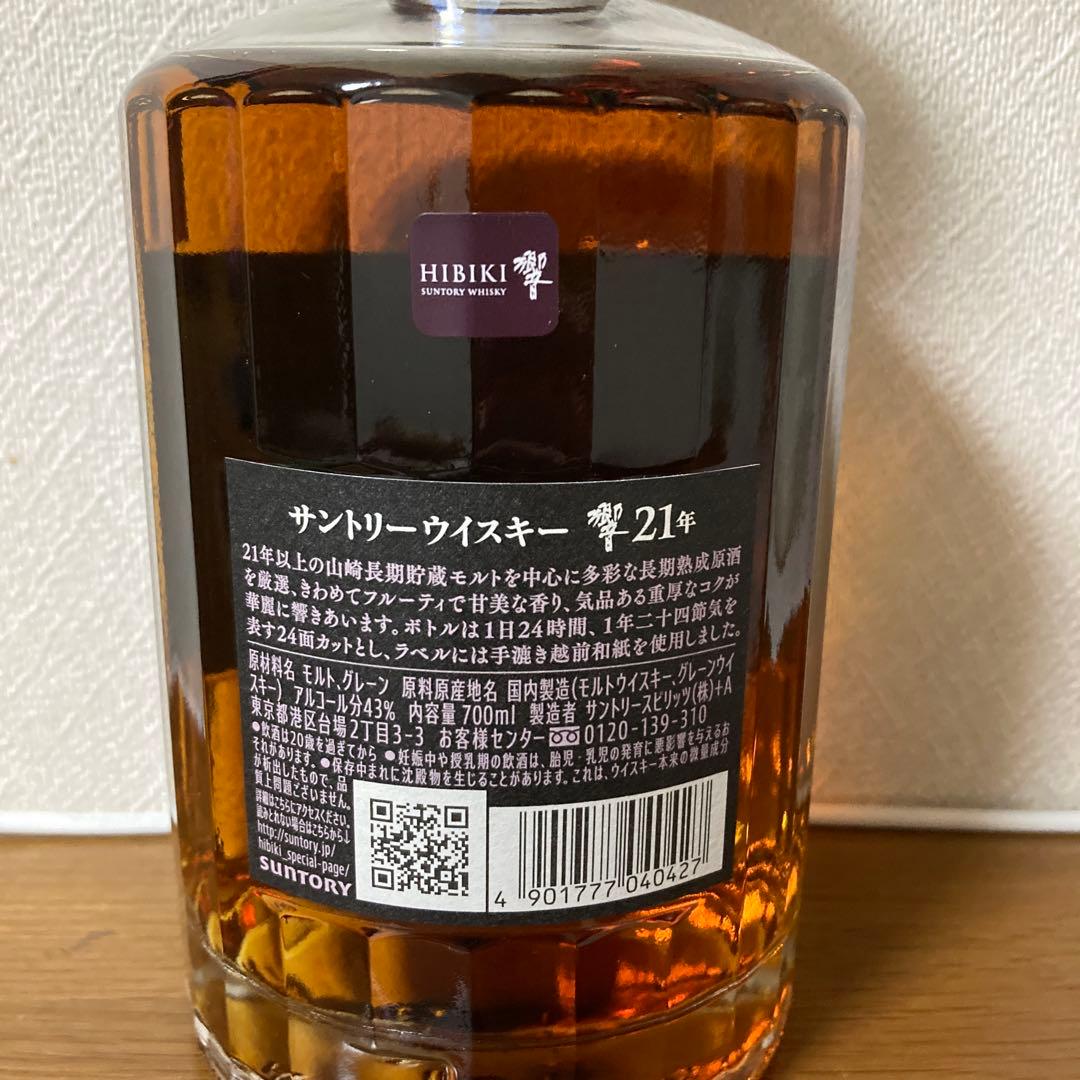 HIBIKI 響
SUNTORY WHISKY
サントリーウイスキー 響 21年
21年以上の山崎長期貯蔵モルトを中心に多彩な長期熟成原酒
を厳選、きわめてフルーティで甘美な香り、気品ある重厚なコクが
華麗に響きあいます。ボトルは1日24時間、1年二十四節気を
表す24面カットとし、ラベルには手漉き越前和紙を使用しました。
原材料名 モルト、グレーン 原料原産地名 国内製造(モルトウイスキー、グレーンウイ
スキー) アルコール分43% 内容量 700ml 製造者 サントリースピリッツ(株)+A
東京都港区台場2丁目3-3 お客様センター 0120-139-310
●飲酒は20歳を過ぎてから ●妊娠中や授乳期の飲酒は、胎児・乳児の発育に悪影響を与えるお
それがあります。●保存中まれに沈殿物を生じることがあります。これは、ウイスキー本来の微量成分
が析出したもので、品
質上問題ございません。
詳細はこちらにアクセスください。
読みとれない場合はこちらから↓
http://suntory.jp/
hibiki_special-page/
SUNTORY
4 901777 040427